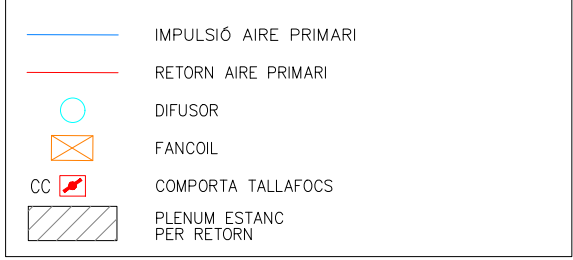 IMPULSIÓ AIRE PRIMARI
RETORN AIRE PRIMARI
DIFUSOR
FANCOIL
CC COMPORTA TALLAFOCS
PLENUM ESTANC
PER RETORN